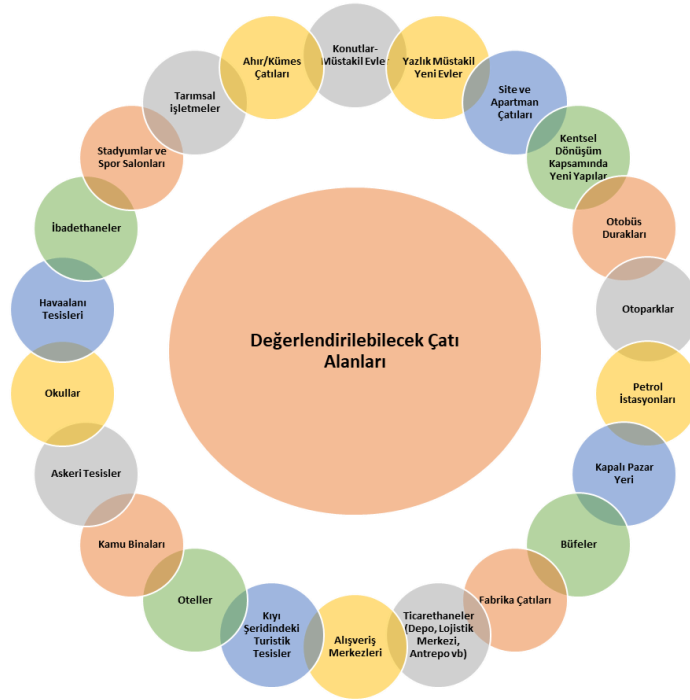 Değerlendirilebilecek Çatı
Alanları
Konutlar-
Müstakil Evler
Yazlık Müstakil
Yeni Evler
Site ve
Apartman
Çatıları
Kentsel
Dönüşüm
Kapsamında
Yeni Yapılar
Otobüs
Durakları
Otoparklar
Petrol
İstasyonları
Kapalı Pazar
Yeri
Büfeler
Fabrika Çatıları
Ticarethaneler
(Depo, Lojistik
Merkezi,
Antrepo vb)
Alışveriş
Merkezleri
Kıyı
Şeridindeki
Turistik
Tesisler
Oteller
Kamu Binaları
Askeri Tesisler
Okullar
Havaalanı
Tesisleri
İbadethaneler
Stadyumlar ve
Spor Salonları
Tarımsal
işletmeler
Ahır/Kümes
Çatıları